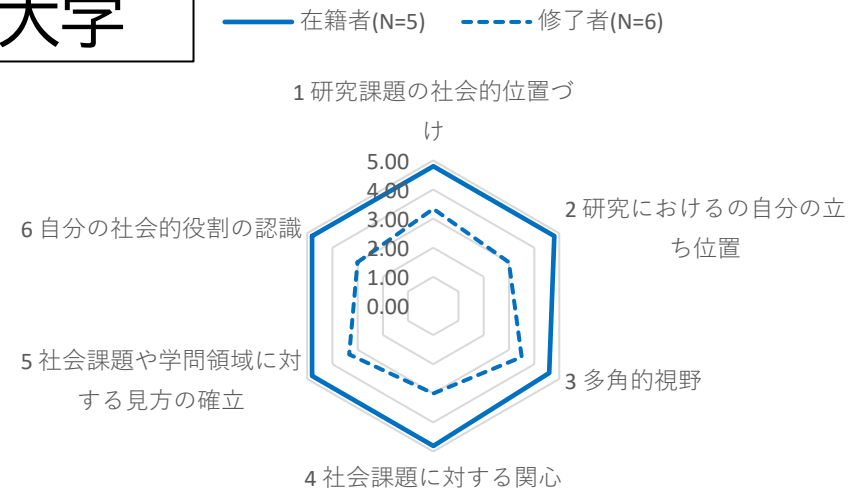 大学
在籍者(N=5) 修了者(N=6)
1 研究課題の社会的位置づ
け
5.00
4.00
3.00
2.00
1.00
0.00
2 研究におけるの自分の立
ち位置
3 多角的視野
4 社会課題に対する関心
5 社会課題や学問領域に対
する見方の確立
6 自分の社会的役割の認識